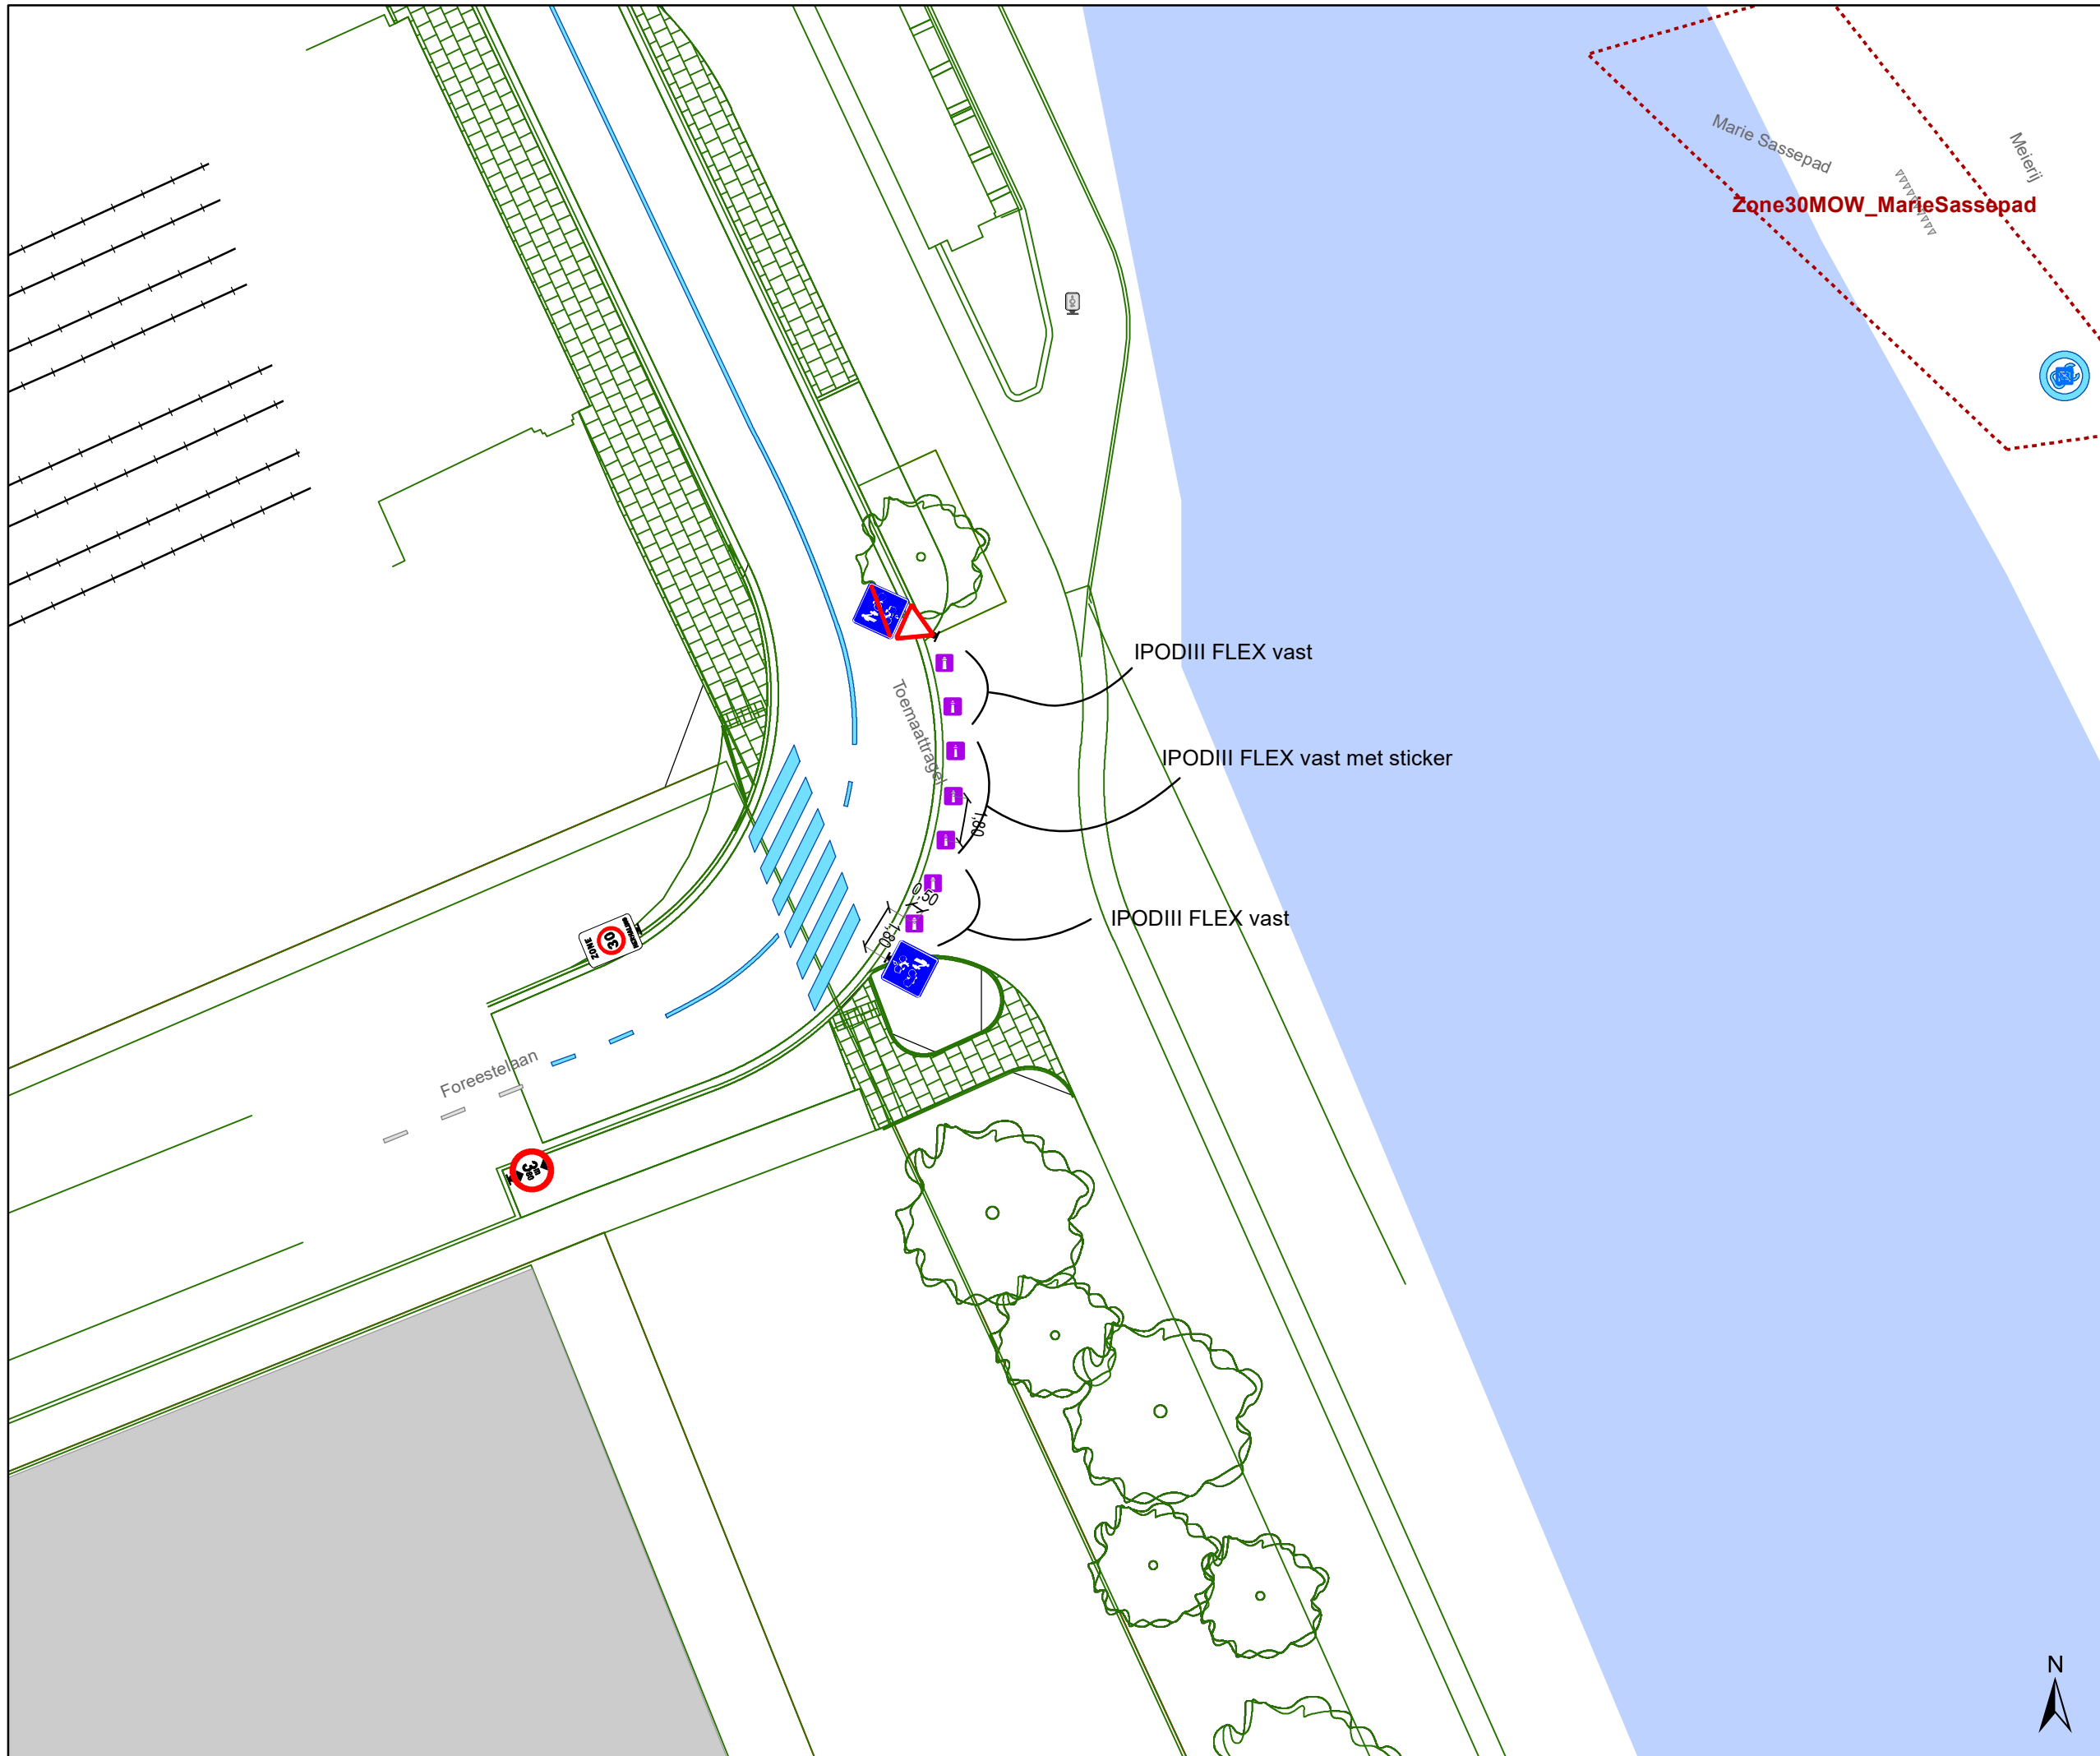 Marie Sassepad
Meierij
Zone30MOW_MarieSassepad
IPODIII FLEX vast
Toemaattragel
IPODIII FLEX vast met sticker
1,80
0,50
IPODIII FLEX vast
1,80
ZONE
30
HERHALING
Foreestelaan
N